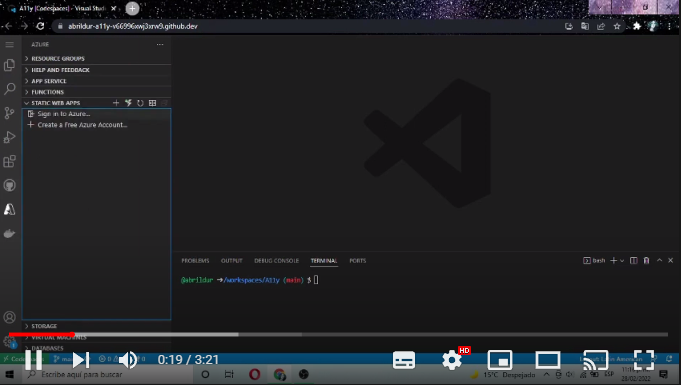 A11y [Codespaces] - Visual Studi
abrildur-a11y-v66996xwj3xrw9.github.dev
AZURE
RESOURCE GROUPS
HELP AND FEEDBACK
APP SERVICE
FUNCTIONS
STATIC WEB APPS
Sign in to Azure...
Create a Free Azure Account...
PROBLEMS OUTPUT DEBUG CONSOLE TERMINAL PORTS
bash
@abrildur →/workspaces/A11y (main) $
STORAGE
VIRTUAL MACHINES
DATABASES
0:19 / 3:21
HD
Escribe aquí para buscar
15°C Despejado
ESP
28/02/2022